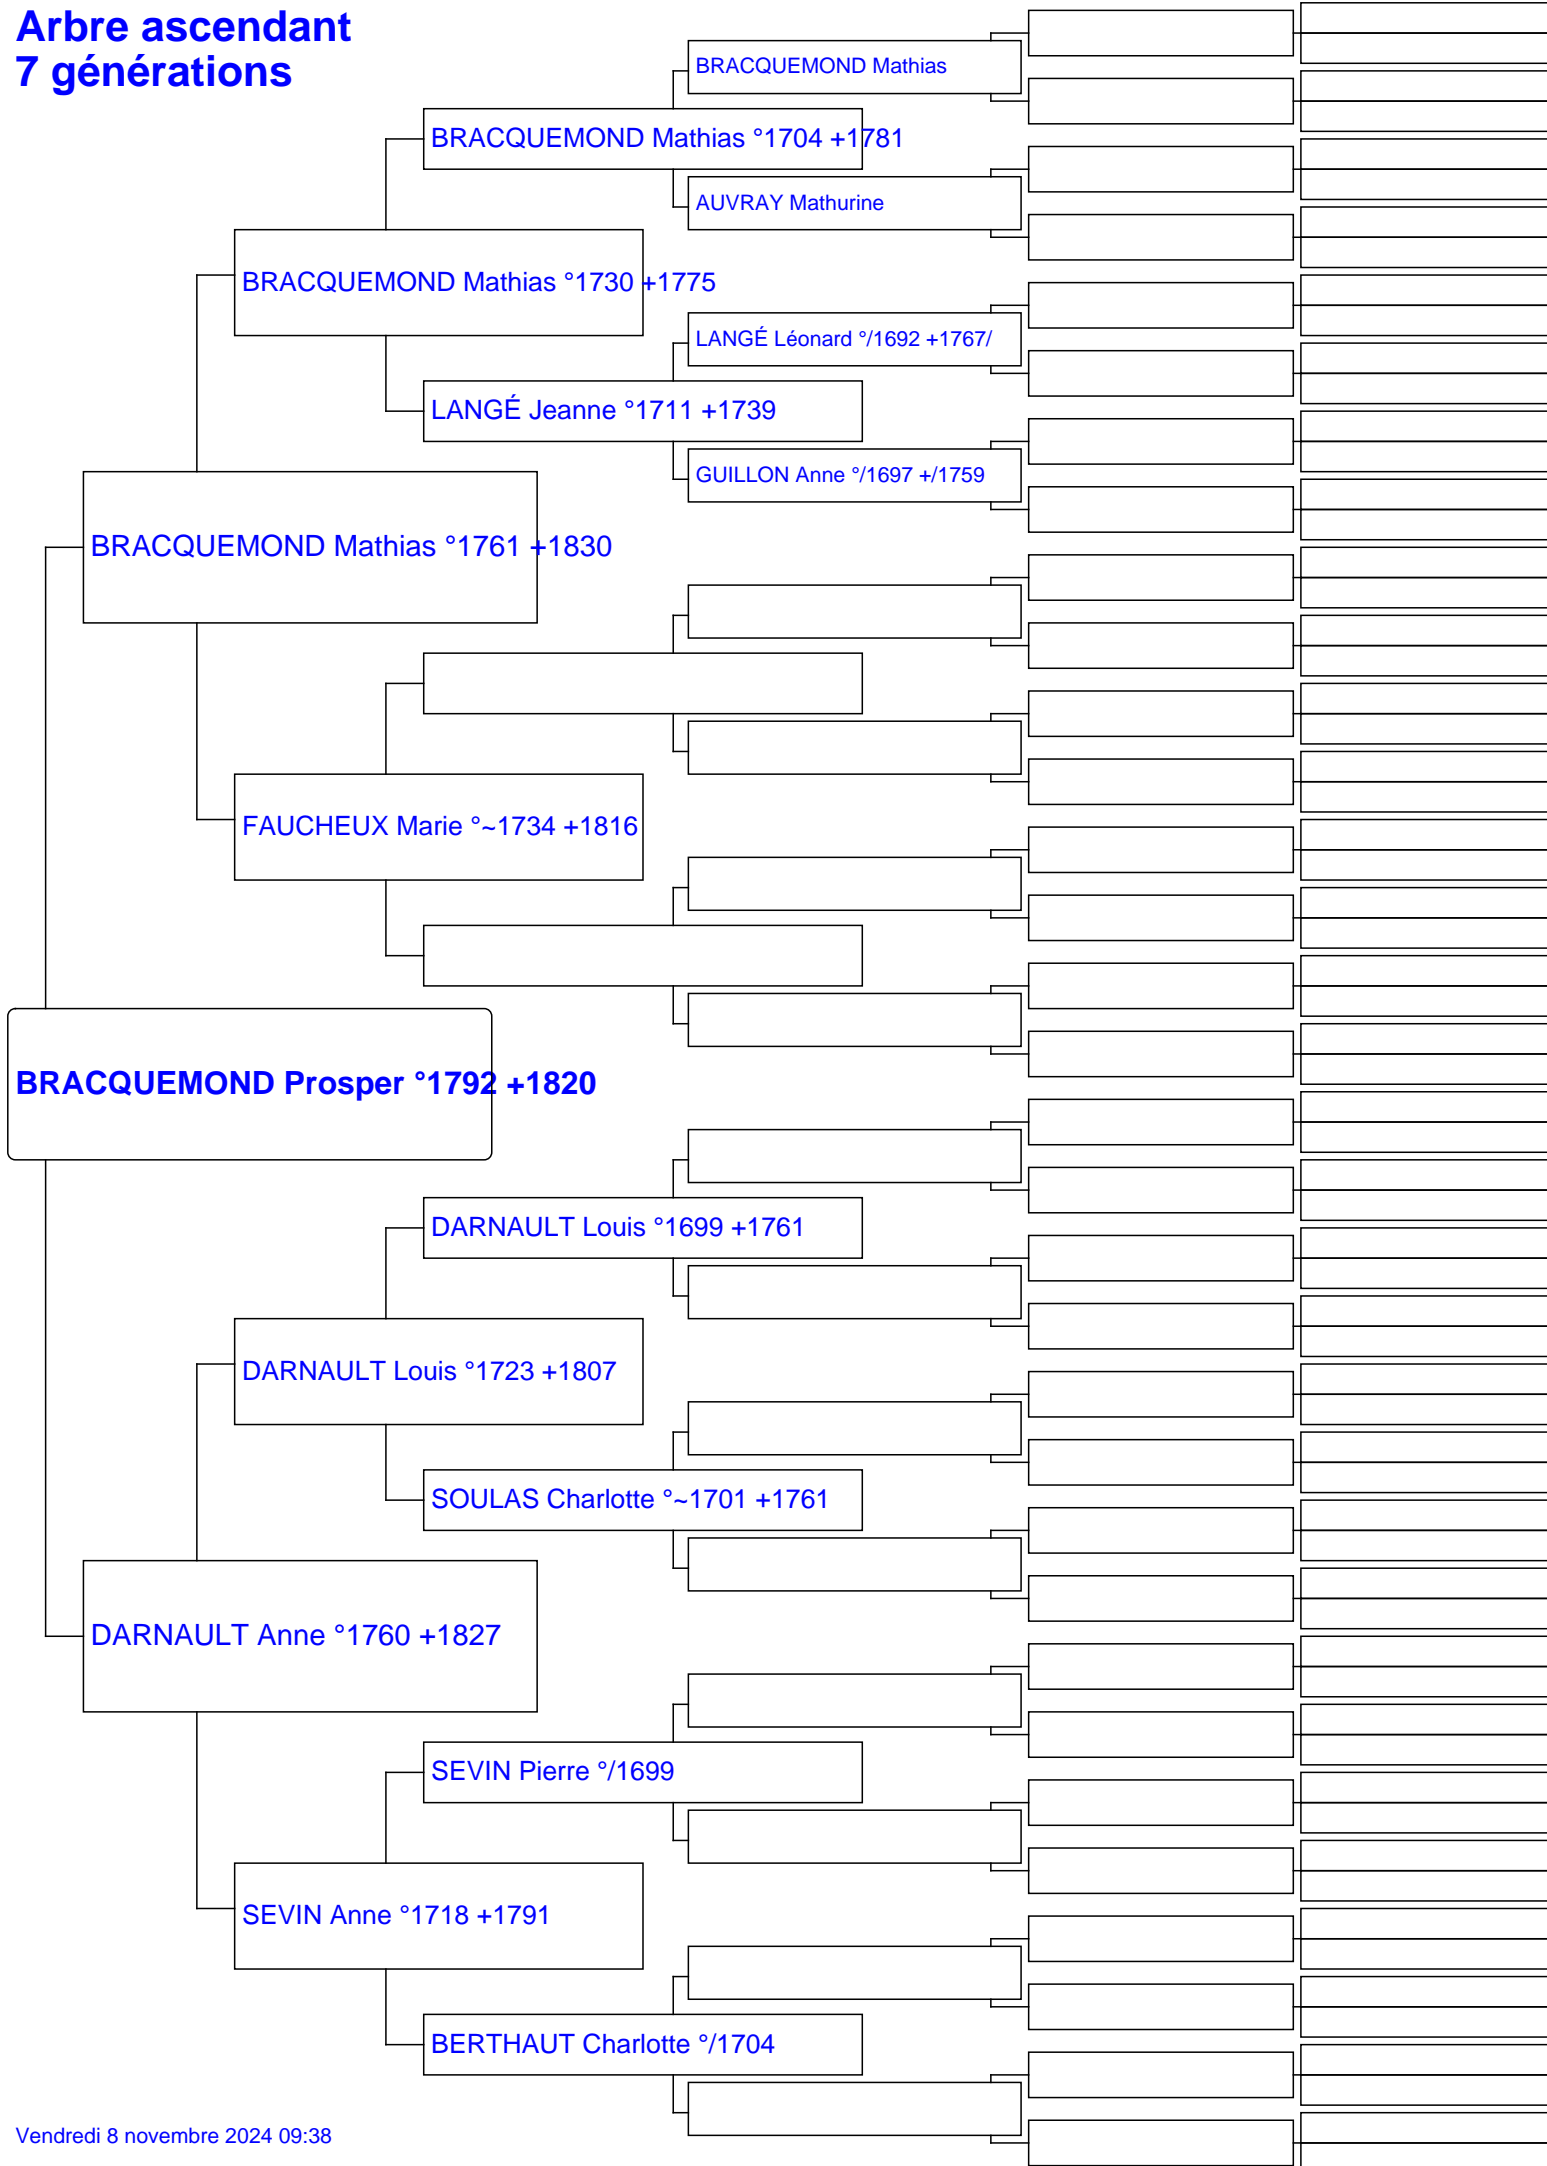 Arbre ascendant
7 générations
BRACQUEMOND Mathias
BRACQUEMOND Mathias °1704 +1781
AUVRAY Mathurine
BRACQUEMOND Mathias °1730 +1775
LANGÉ Léonard °/1692 +1767/
LANGÉ Jeanne °1711 +1739
GUILLON Anne °/1697 +/1759
BRACQUEMOND Mathias °1761 +1830
FAUCHEUX Marie °~1734 +1816
BRACQUEMOND Prosper °1792 +1820
DARNAULT Louis °1699 +1761
DARNAULT Louis °1723 +1807
SOULAS Charlotte °~1701 +1761
DARNAULT Anne °1760 +1827
SEVIN Pierre °/1699
SEVIN Anne °1718 +1791
BERTHAUT Charlotte °/1704
Vendredi 8 novembre 2024 09:38